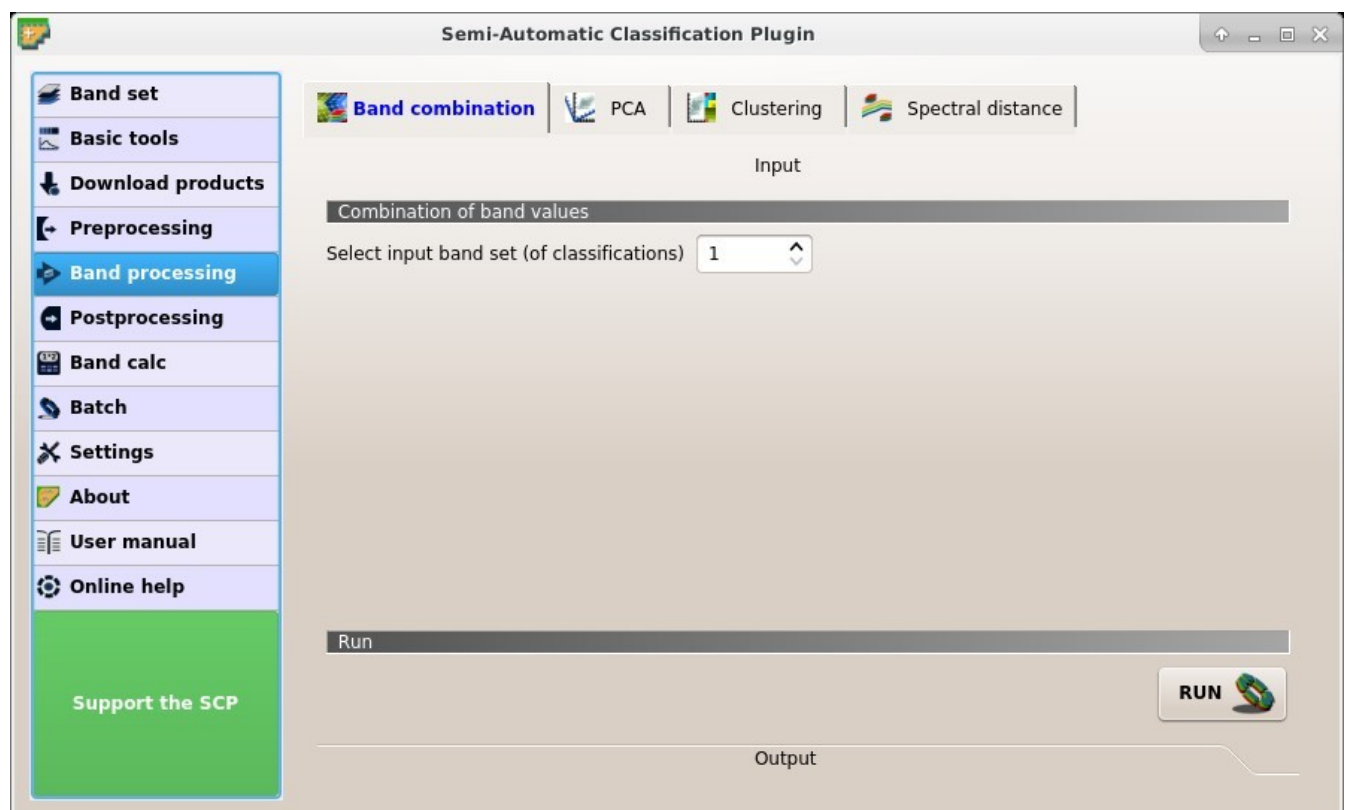 Semi-Automatic Classification Plugin
Band set
Basic tools
Download products
Preprocessing
Band processing
Postprocessing
Band calc
Batch
Settings
About
User manual
Online help
Support the SCP
Band combination PCA Clustering Spectral distance
Input
Combination of band values
Select input band set (of classifications) 1
Run
RUN
Output